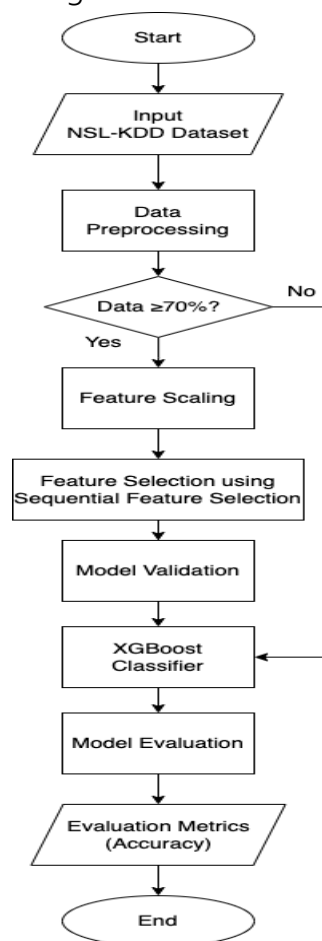 Start
Input
NSL-KDD Dataset
Data
Preprocessing
Data ≥70%?
No
Yes
Feature Scaling
Feature Selection using
Sequential Feature Selection
Model Validation
XGBoost
Classifier
Model Evaluation
Evaluation Metrics
(Accuracy)
End